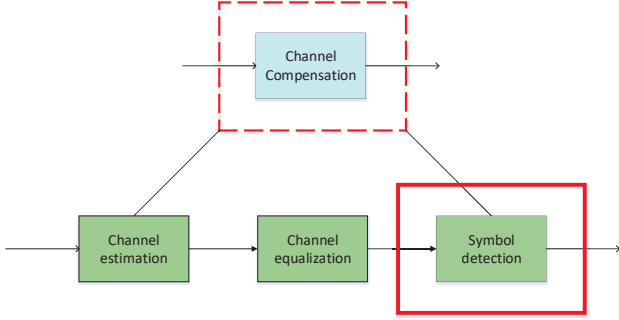 Channel
Compensation
Channel
estimation
Channel
equalization
Symbol
detection